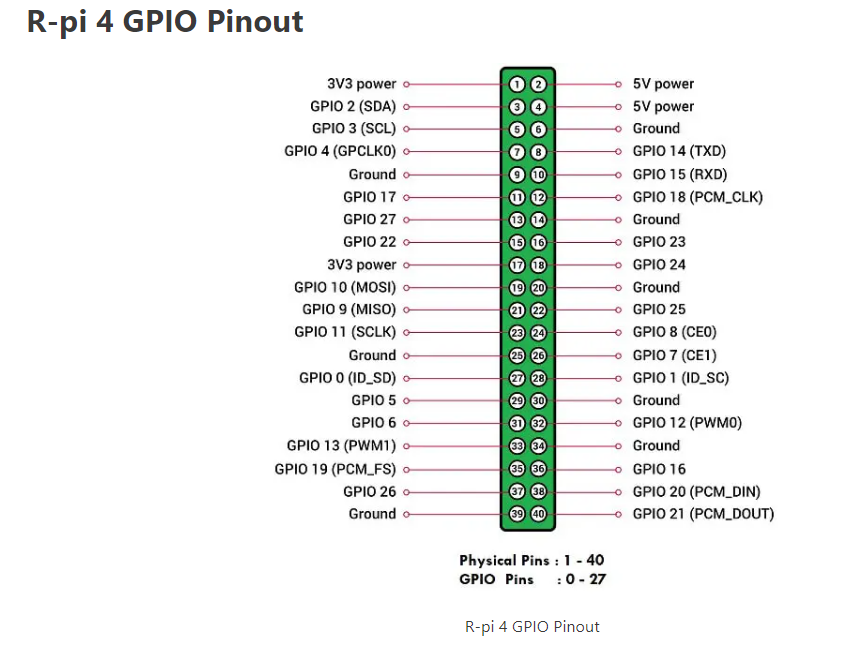 R-pi 4 GPIO Pinout
3V3 power 1 2 5V power
GPIO 2 (SDA) 3 4 5V power
GPIO 3 (SCL) 5 6 Ground
GPIO 4 (GPCLK0) 7 8 GPIO 14 (TXD)
Ground 9 10 GPIO 15 (RXD)
GPIO 17 11 12 GPIO 18 (PCM_CLK)
GPIO 27 13 14 Ground
GPIO 22 15 16 GPIO 23
3V3 power 17 18 GPIO 24
GPIO 10 (MOSI) 19 20 Ground
GPIO 9 (MISO) 21 22 GPIO 25
GPIO 11 (SCLK) 23 24 GPIO 8 (CE0)
Ground 25 26 GPIO 7 (CE1)
GPIO 0 (ID_SD) 27 28 GPIO 1 (ID_SC)
GPIO 5 29 30 Ground
GPIO 6 31 32 GPIO 12 (PWM0)
GPIO 13 (PWM1) 33 34 Ground
GPIO 19 (PCM_FS) 35 36 GPIO 16
GPIO 26 37 38 GPIO 20 (PCM_DIN)
Ground 39 40 GPIO 21 (PCM_DOUT)
Physical Pins : 1 - 40
GPIO Pins : 0 - 27
R-pi 4 GPIO Pinout